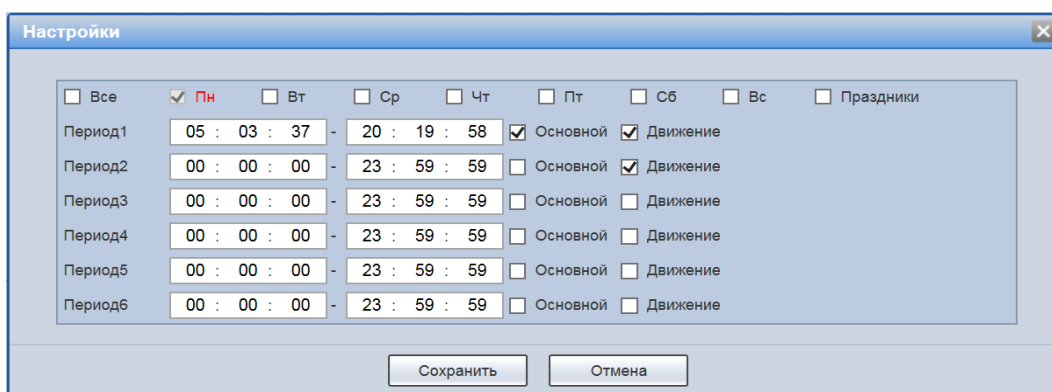 Настройки
Все Пн Вт Ср Чт Пт Сб Вс Праздники
Период1 05 : 03 : 37 - 20 : 19 : 58 Основной Движение
Период2 00 : 00 : 00 - 23 : 59 : 59 Основной Движение
Период3 00 : 00 : 00 - 23 : 59 : 59 Основной Движение
Период4 00 : 00 : 00 - 23 : 59 : 59 Основной Движение
Период5 00 : 00 : 00 - 23 : 59 : 59 Основной Движение
Период6 00 : 00 : 00 - 23 : 59 : 59 Основной Движение
Сохранить Отмена